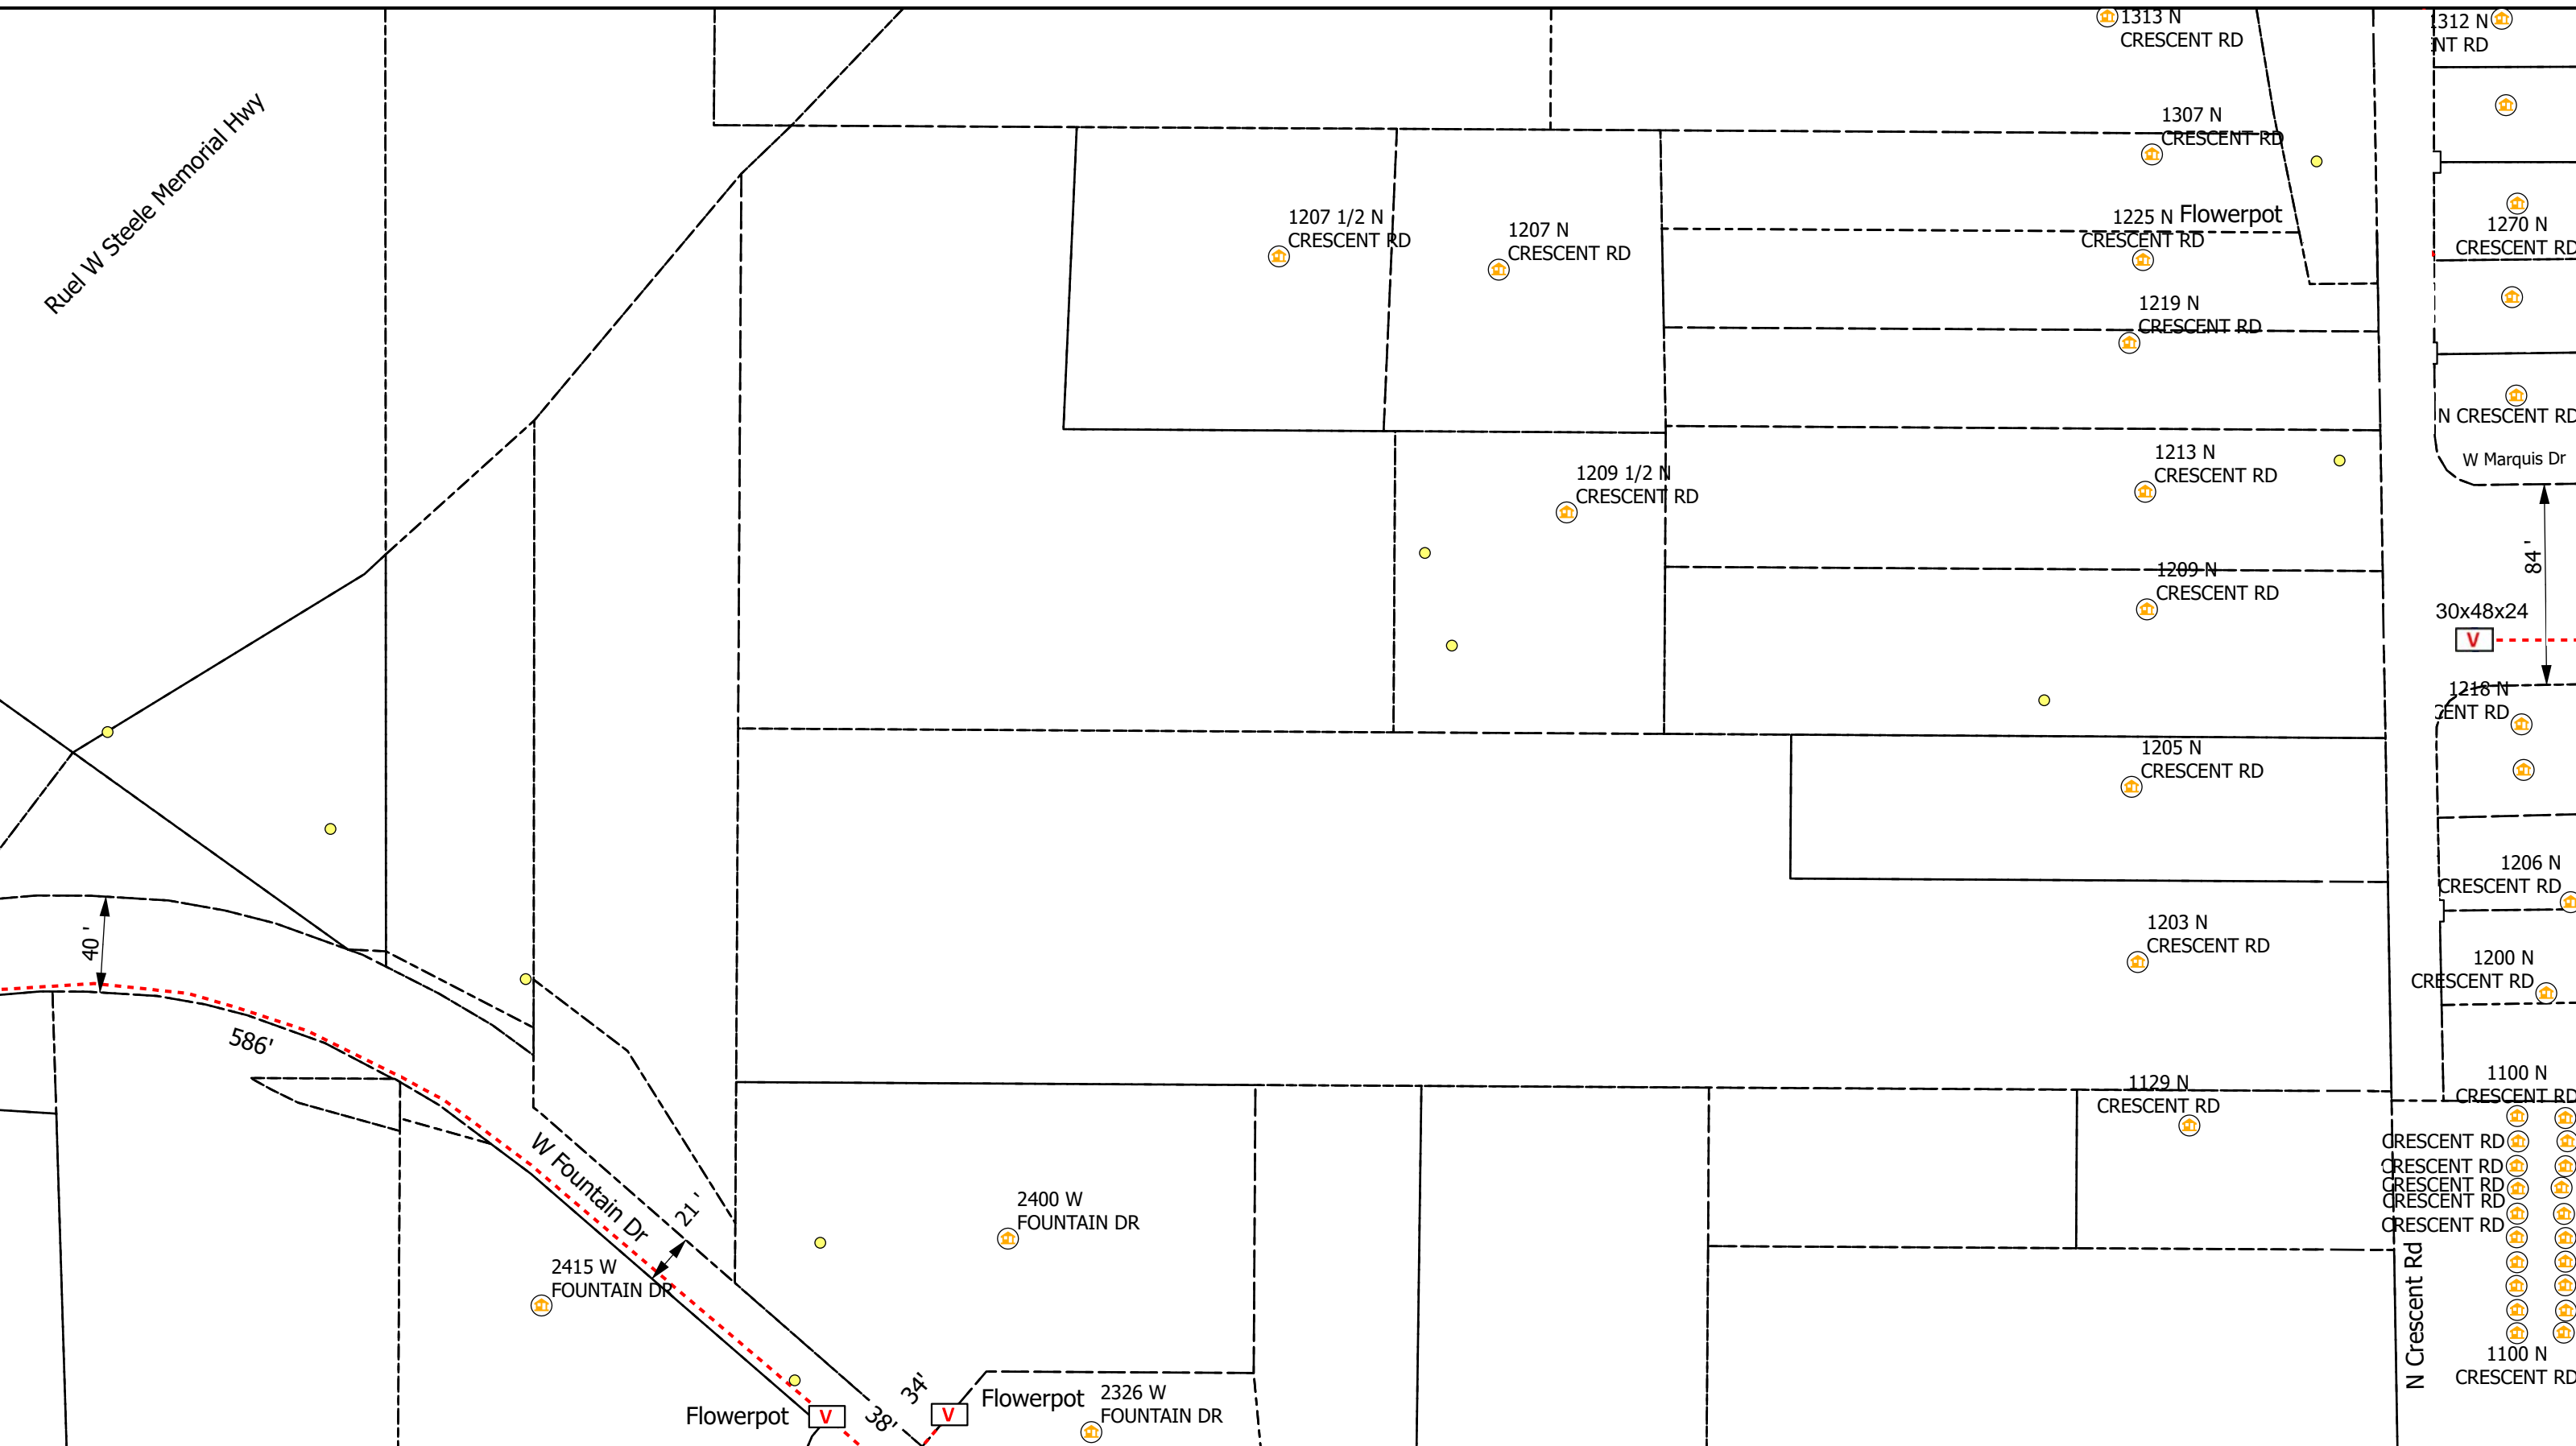 1313 N
CRESCENT RD
1312 N
NT RD
Ruel W Steele Memorial Hwy
1307 N
CRESCENT RD
1207 1/2 N
CRESCENT RD
1207 N
CRESCENT RD
1225 N
CRESCENT RD
Flowerpot
1270 N
CRESCENT RD
1219 N
CRESCENT RD
N CRESCENT RD
W Marquis Dr
1209 1/2 N
CRESCENT RD
1213 N
CRESCENT RD
84 '
1209 N
CRESCENT RD
30x48x24
V
1218 N
CENT RD
1205 N
CRESCENT RD
1206 N
CRESCENT RD
40 '
1203 N
CRESCENT RD
1200 N
CRESCENT RD
586'
1129 N
CRESCENT RD
1100 N
CRESCENT RD
CRESCENT RD
CRESCENT RD
CRESCENT RD
CRESCENT RD
CRESCENT RD
W Fountain Dr
21 '
2400 W
FOUNTAIN DR
2415 W
FOUNTAIN DR
N Crescent Rd
1100 N
CRESCENT RD
34'
38'
Flowerpot
V
V
Flowerpot
2326 W
FOUNTAIN DR